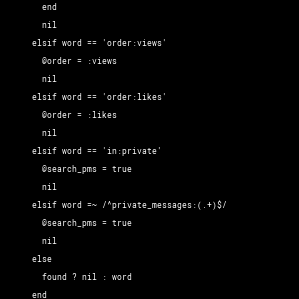 end
nil
elsif word == 'order:views'
@order = :views
nil
elsif word == 'order:likes'
@order = :likes
nil
elsif word == 'in:private'
@search_pms = true
nil
elsif word =~ /^private_messages:(.+)$/
@search_pms = true
nil
else
found ? nil : word
end